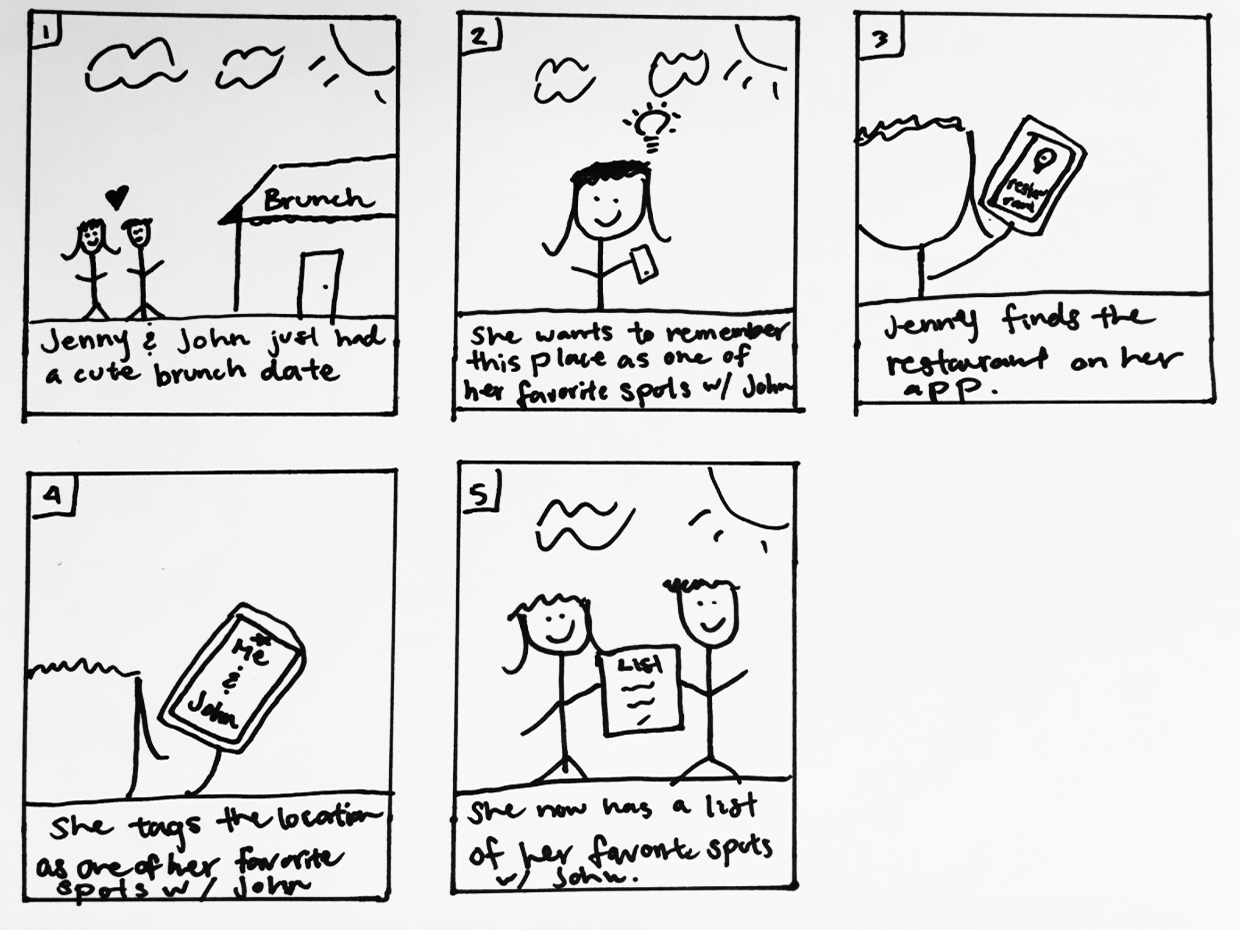 1
Brunch
Jenny & John just had
a cute brunch date
2
She wants to remember
this place as one of
her favorite spots w/ John
3
restau
rant
Jenny finds the
restaurant on her
app.
4
Me
&
John
She tags the location
as one of her favorite
spots w/ John
5
LIST
She now has a list
of her favorite spots
w/ John.